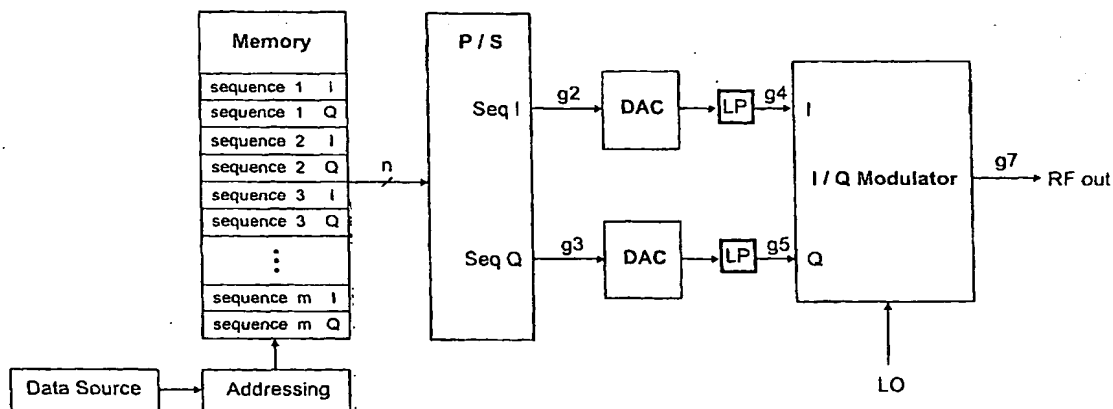 Memory
sequence 1 I
sequence 1 Q
sequence 2 I
sequence 2 Q
sequence 3 I
sequence 3 Q
sequence m I
sequence m Q
n
P / S
Seq I
Seq Q
g2
g3
DAC
DAC
LP
LP
g4
g5
I
I / Q Modulator
Q
g7
RF out
LO
Data Source
Addressing